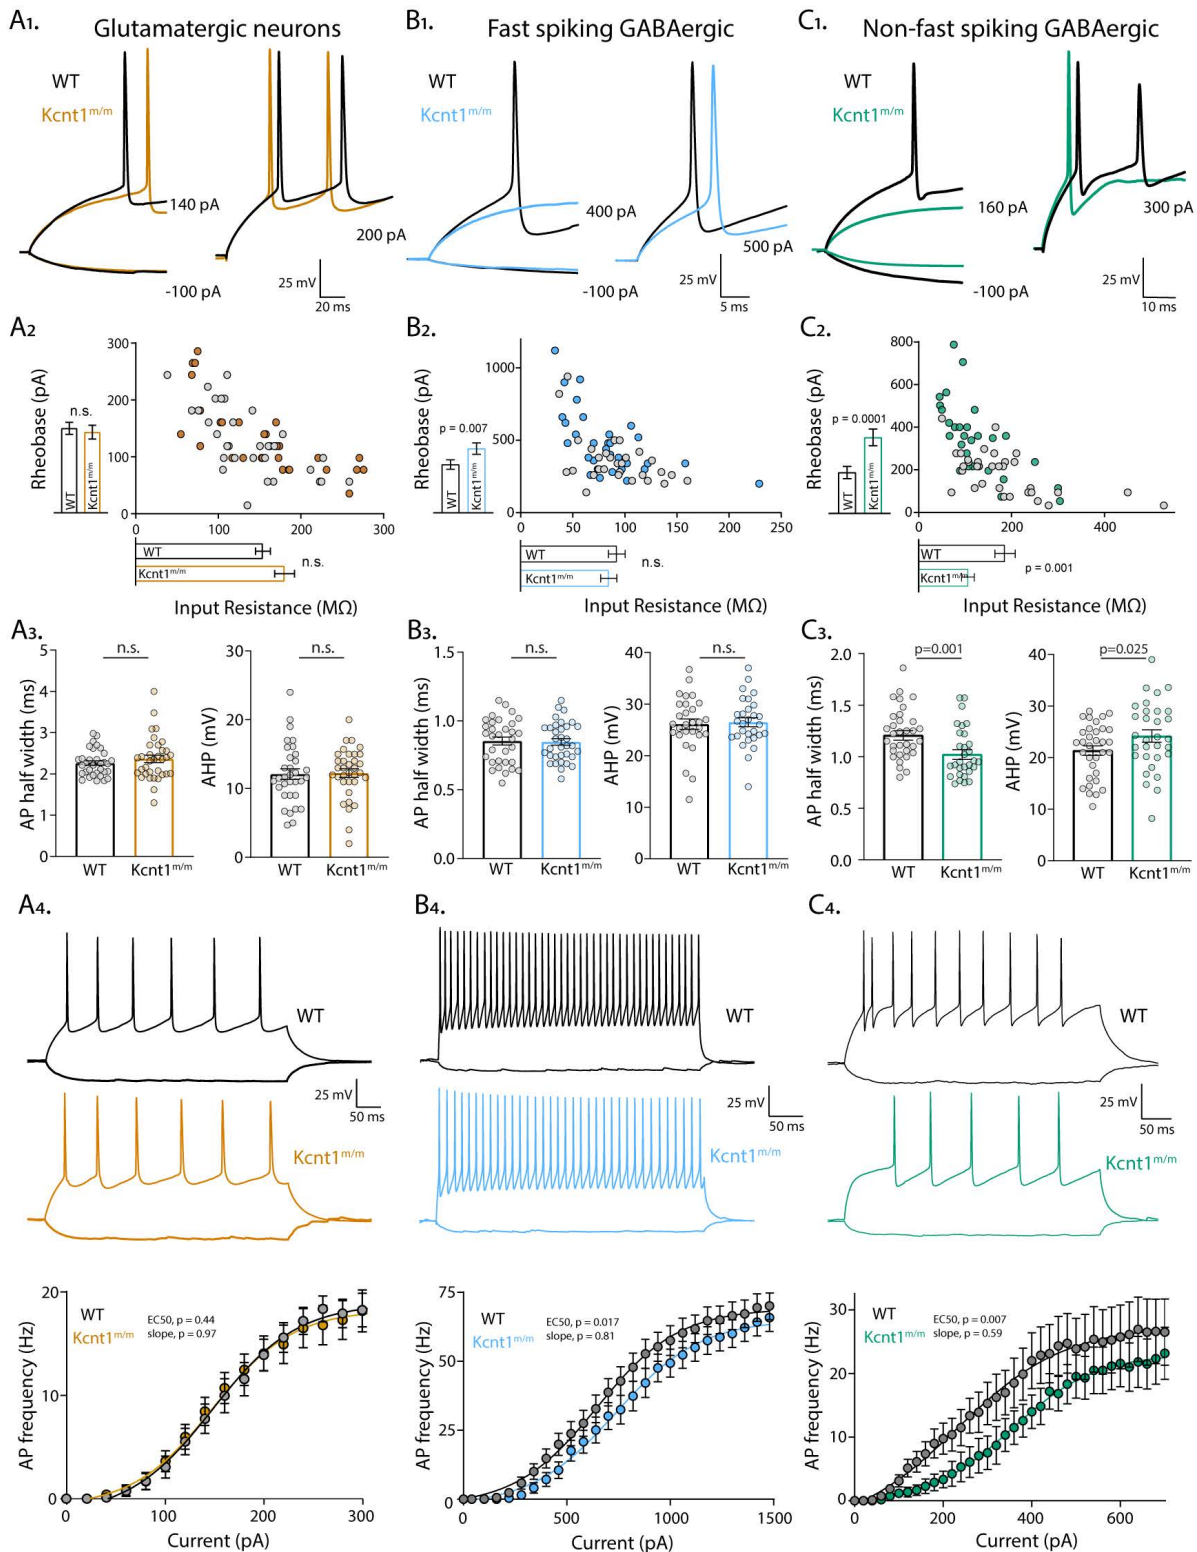 A1.
Glutamatergic neurons
WT
Kcnt1m/m
140 pA
200 pA
-100 pA
25 mV
20 ms
B1.
Fast spiking GABAergic
WT
Kcnt1m/m
400 pA
500 pA
-100 pA
25 mV
5 ms
C1.
Non-fast spiking GABAergic
WT
Kcnt1m/m
160 pA
300 pA
-100 pA
25 mV
10 ms
A2
Rheobase (pA)
n.s.
WT
Kcnt1m/m
300
200
100
0
0 100 200 300
WT
Kcnt1m/m
n.s.
Input Resistance (MΩ)
B2.
Rheobase (pA)
p = 0.007
WT
Kcnt1m/m
1000
500
0
0 50 100 150 200 250
WT
Kcnt1m/m
n.s.
Input Resistance (MΩ)
C2.
Rheobase (pA)
p = 0.0001
WT
Kcnt1m/m
800
600
400
200
0
0 200 400
WT
Kcnt1m/m
p = 0.001
Input Resistance (MΩ)
A3.
AP half width (ms)
5
4
3
2
1
0
n.s.
WT Kcnt1m/m
AHP (mV)
30
20
10
0
n.s.
WT Kcnt1m/m
B3.
AP half width (ms)
1.5
1.0
0.5
0.0
n.s.
WT Kcnt1m/m
AHP (mV)
40
30
20
10
0
n.s.
WT Kcnt1m/m
C3.
AP half width (ms)
2.0
1.5
1.0
0.5
0.0
p=0.001
WT Kcnt1m/m
AHP (mV)
40
30
20
10
0
p=0.025
WT Kcnt1m/m
A4.
WT
25 mV
50 ms
Kcnt1m/m
B4.
WT
25 mV
50 ms
Kcnt1m/m
C4.
WT
25 mV
50 ms
Kcnt1m/m
AP frequency (Hz)
20
10
0
WT
Kcnt1m/m
EC50, p = 0.44
slope, p = 0.97
0 100 200 300
Current (pA)
AP frequency (Hz)
75
50
25
0
WT
Kcnt1m/m
EC50, p = 0.017
slope, p = 0.81
0 500 1000 1500
Current (pA)
AP frequency (Hz)
30
20
10
0
WT
Kcnt1m/m
EC50, p = 0.007
slope, p = 0.59
0 200 400 600
Current (pA)